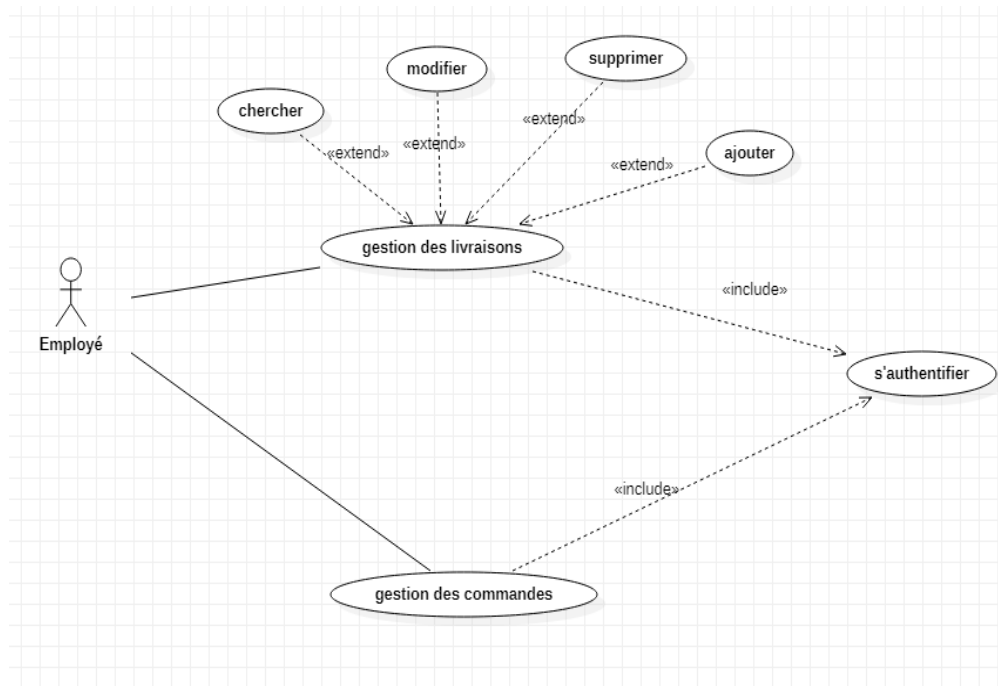 supprimer
modifier
chercher
«extend»
«extend»
«extend»
ajouter
«extend»
gestion des livraisons
«include»
Employé
s'authentifier
«include»
gestion des commandes